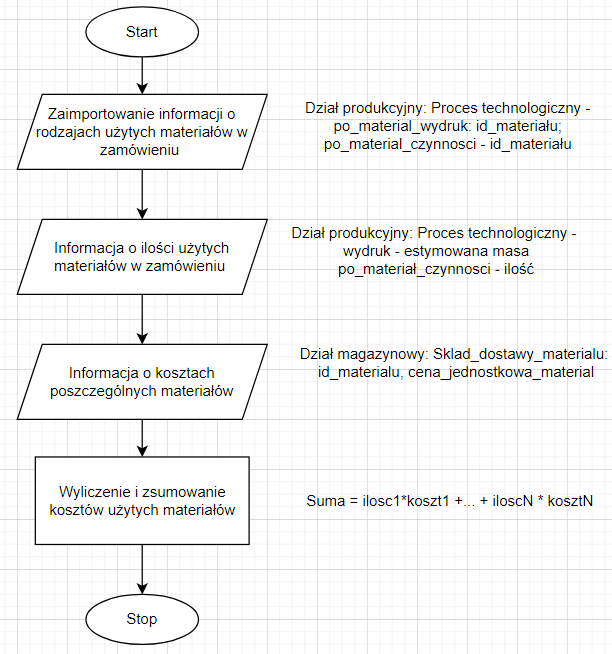 Start
Zaimportowanie informacji o
rodzajach użytych materiałów w
zamówieniu
Dział produkcyjny: Proces technologiczny -
po_material_wydruk: id_materiału;
po_material_czynnosci - id_materiału
Informacja o ilości użytych
materiałów w zamówieniu
Dział produkcyjny: Proces technologiczny -
wydruk - estymowana masa
po_materiał_czynnosci - ilość
Informacja o kosztach
poszczególnych materiałów
Dział magazynowy: Sklad_dostawy_materialu:
id_materialu, cena_jednostkowa_material
Wyliczenie i zsumowanie
kosztów użytych materiałów
Suma = ilosc1*koszt1 +... + iloscN * kosztN
Stop